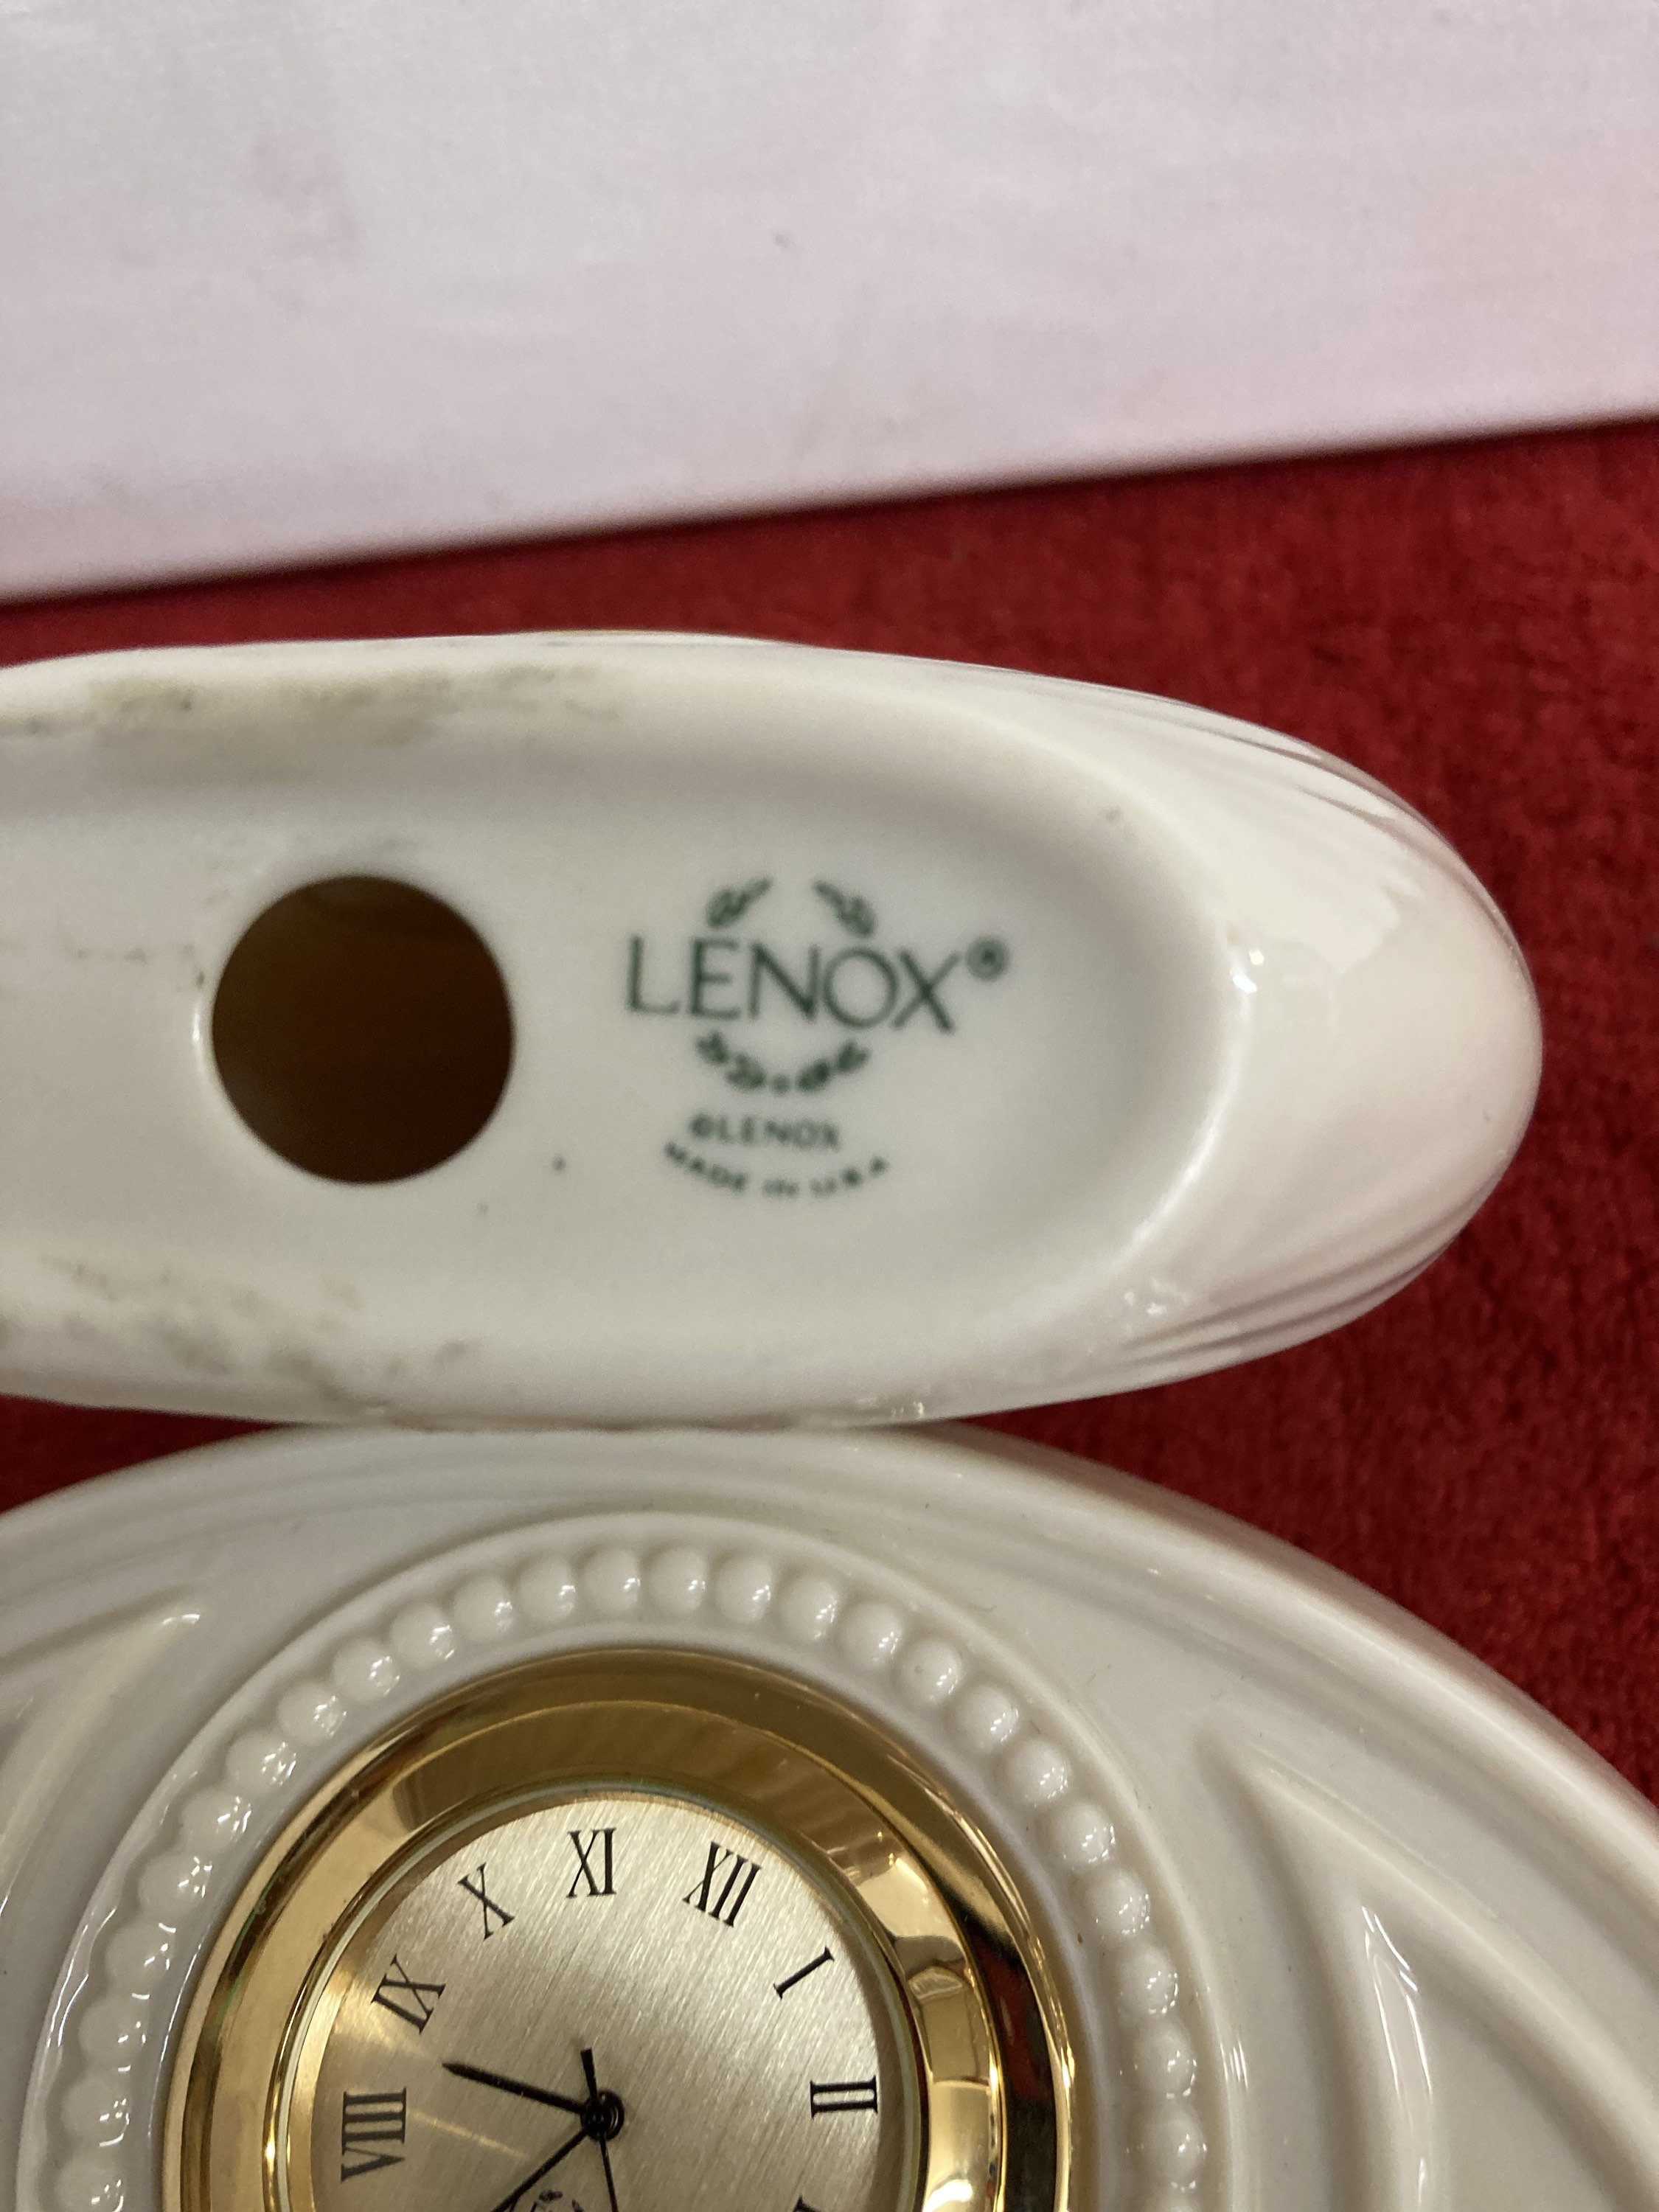 LENOX®
©LENOX
MADE IN U.S.A
XI
XII
X
I
IX
II
VIII